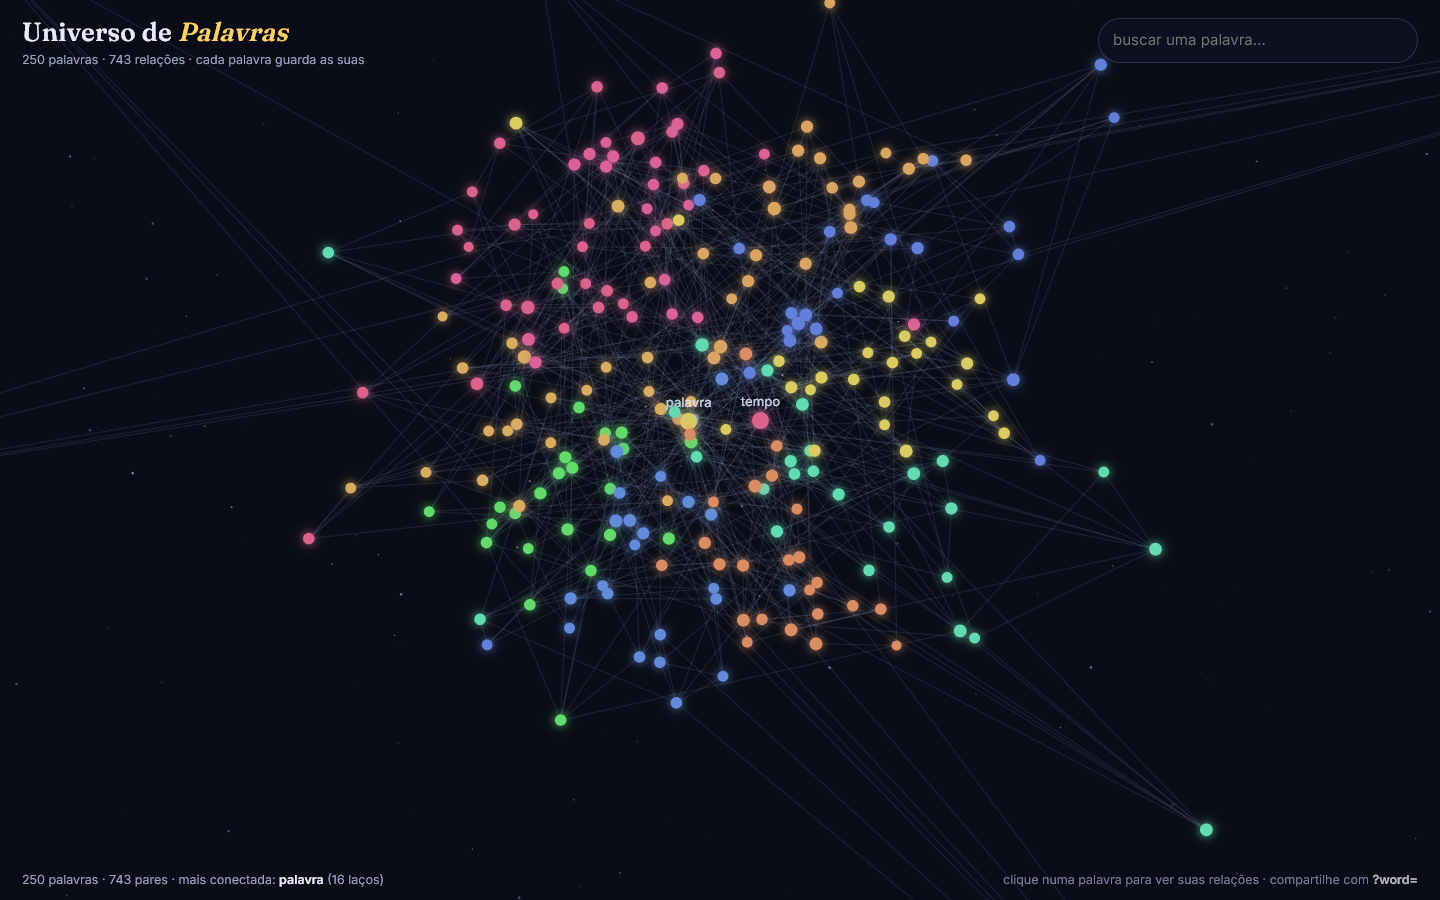 Universo de Palavras
250 palavras · 743 relações · cada palavra guarda as suas
buscar uma palavra...
palavra
tempo
250 palavras · 743 pares · mais conectada: palavra (16 laços)
clique numa palavra para ver suas relações · compartilhe com ?word=